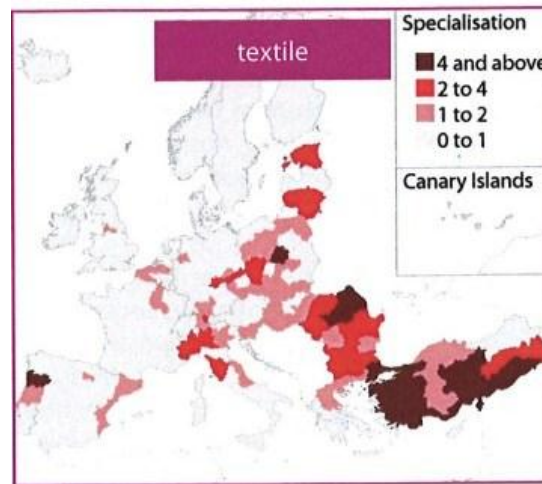 textile
Specialisation
4 and above
2 to 4
1 to 2
0 to 1
Canary Islands